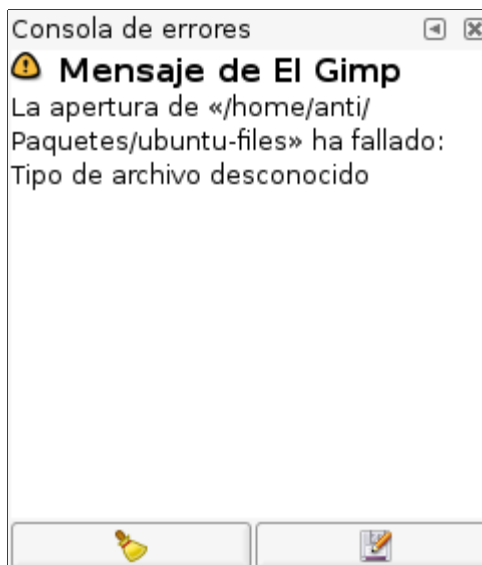 Consola de errores
Mensaje de El Gimp
La apertura de «/home/anti/
Paquetes/ubuntu-files» ha fallado:
Tipo de archivo desconocido